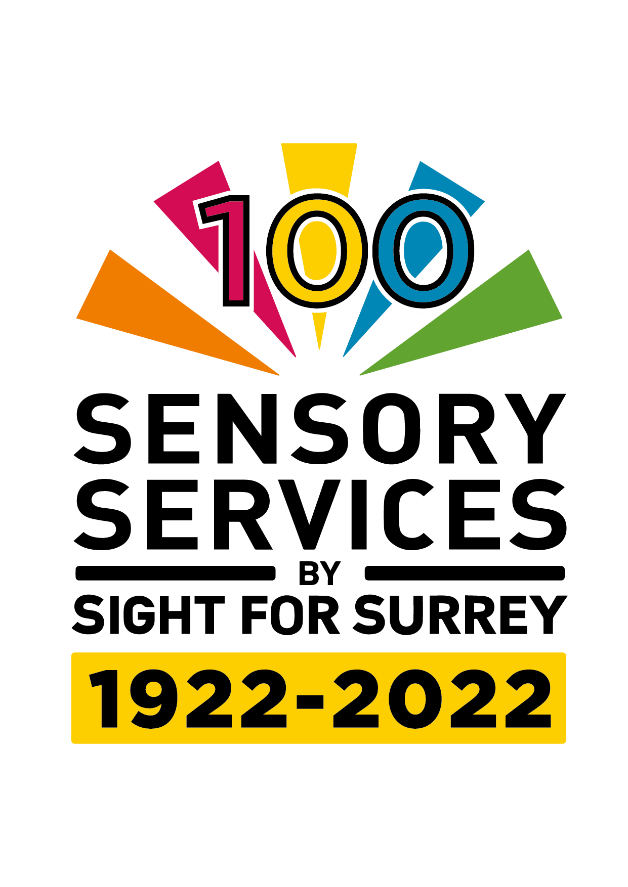 100
SENSORY
SERVICES
BY
SIGHT FOR SURREY
1922-2022